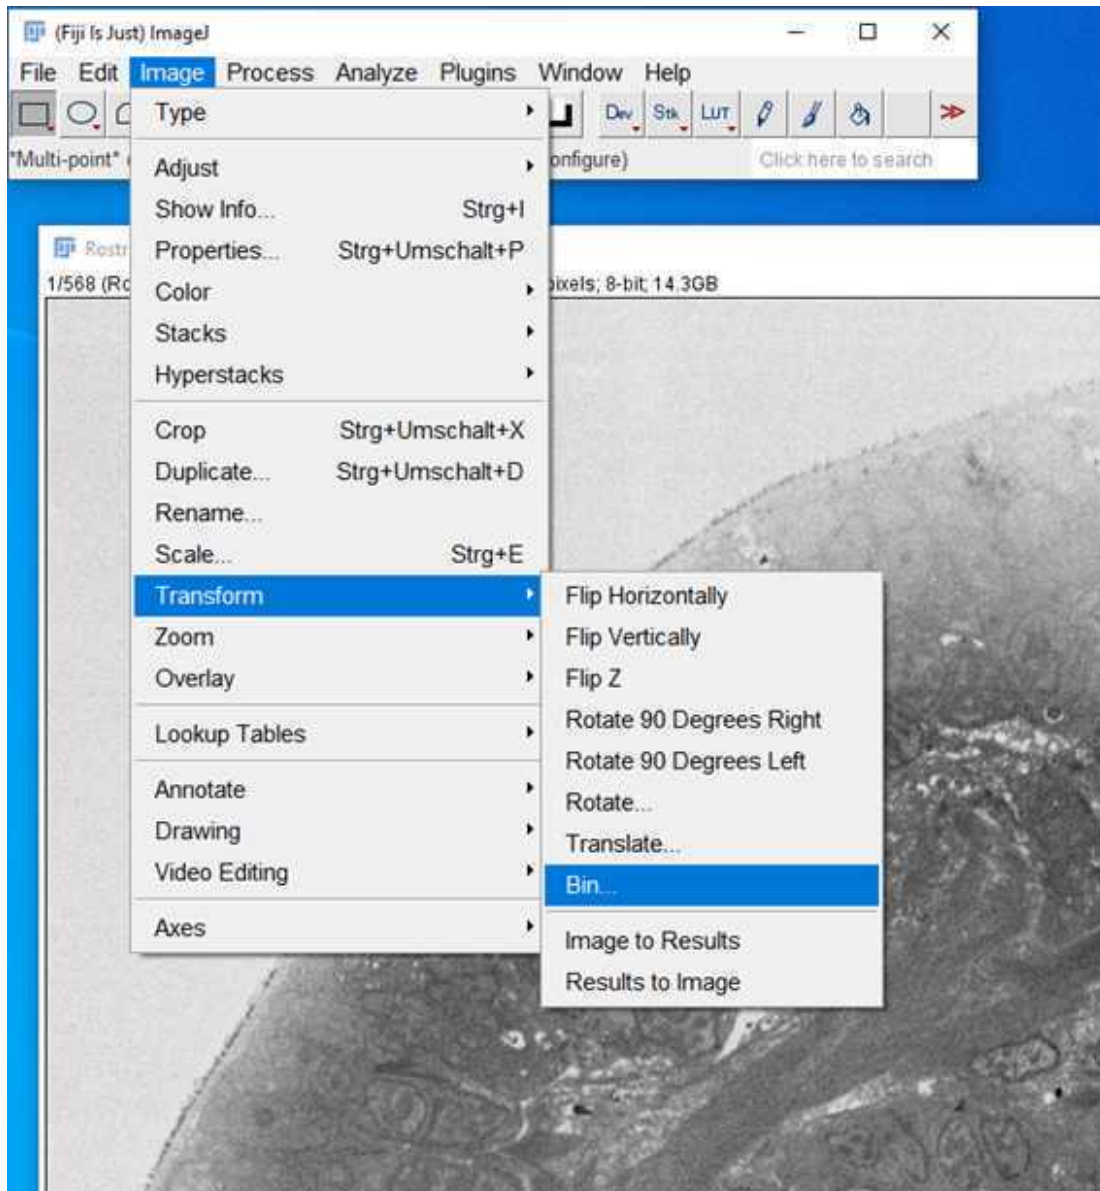 (Fiji Is Just) ImageJ
File Edit Image Process Analyze Plugins Window Help
Dev Stk LUT
"Multi-point" onfigure) Click here to search
Type
Adjust
Show Info... Strg+I
Properties... Strg+Umschalt+P
Color
Stacks
Hyperstacks
Crop Strg+Umschalt+X
Duplicate... Strg+Umschalt+D
Rename...
Scale... Strg+E
Transform
Zoom
Overlay
Lookup Tables
Annotate
Drawing
Video Editing
Axes
Rostr
1/568 (Ro pixels; 8-bit; 14.3GB
Flip Horizontally
Flip Vertically
Flip Z
Rotate 90 Degrees Right
Rotate 90 Degrees Left
Rotate...
Translate...
Bin...
Image to Results
Results to Image